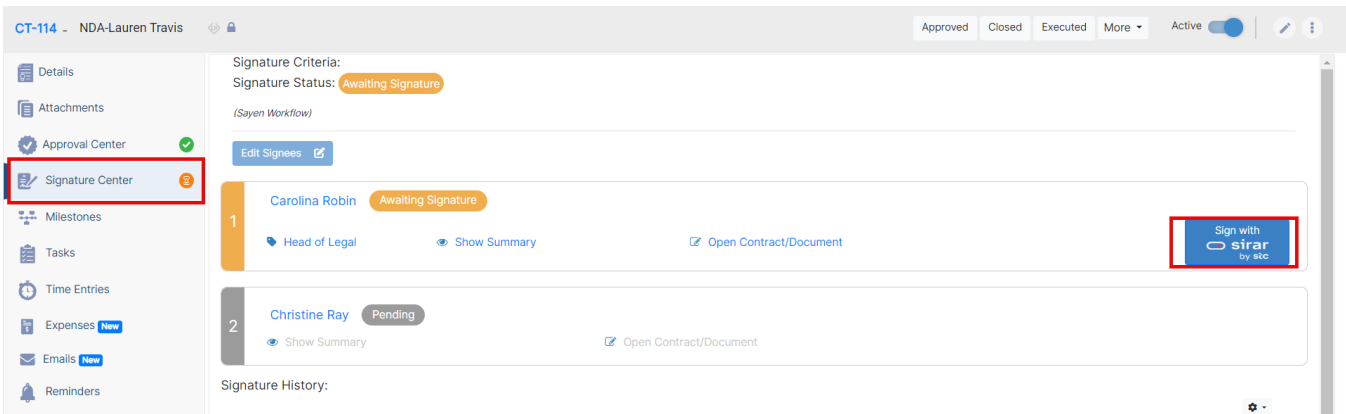 CT-114 - NDA-Lauren Travis
Approved Closed Executed More Active
Details
Attachments
Approval Center
Signature Center
Milestones
Tasks
Time Entries
Expenses New
Emails New
Reminders
Signature Criteria:
Signature Status: Awaiting Signature
(Sayen Workflow)
Edit Signees
1
Carolina Robin Awaiting Signature
Head of Legal Show Summary Open Contract/Document
Sign with
sirar
by stc
2
Christine Ray Pending
Show Summary Open Contract/Document
Signature History: